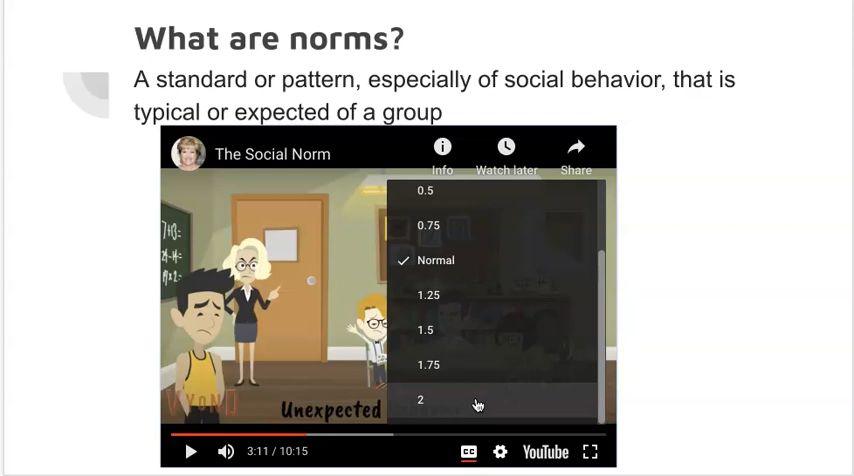 What are norms?
A standard or pattern, especially of social behavior, that is
typical or expected of a group
The Social Norm
Info
Watch later
Share
0.5
0.75
Normal
1.25
1.5
1.75
2
VYOND
Unexpected
3:11 / 10:15
CC
YouTube